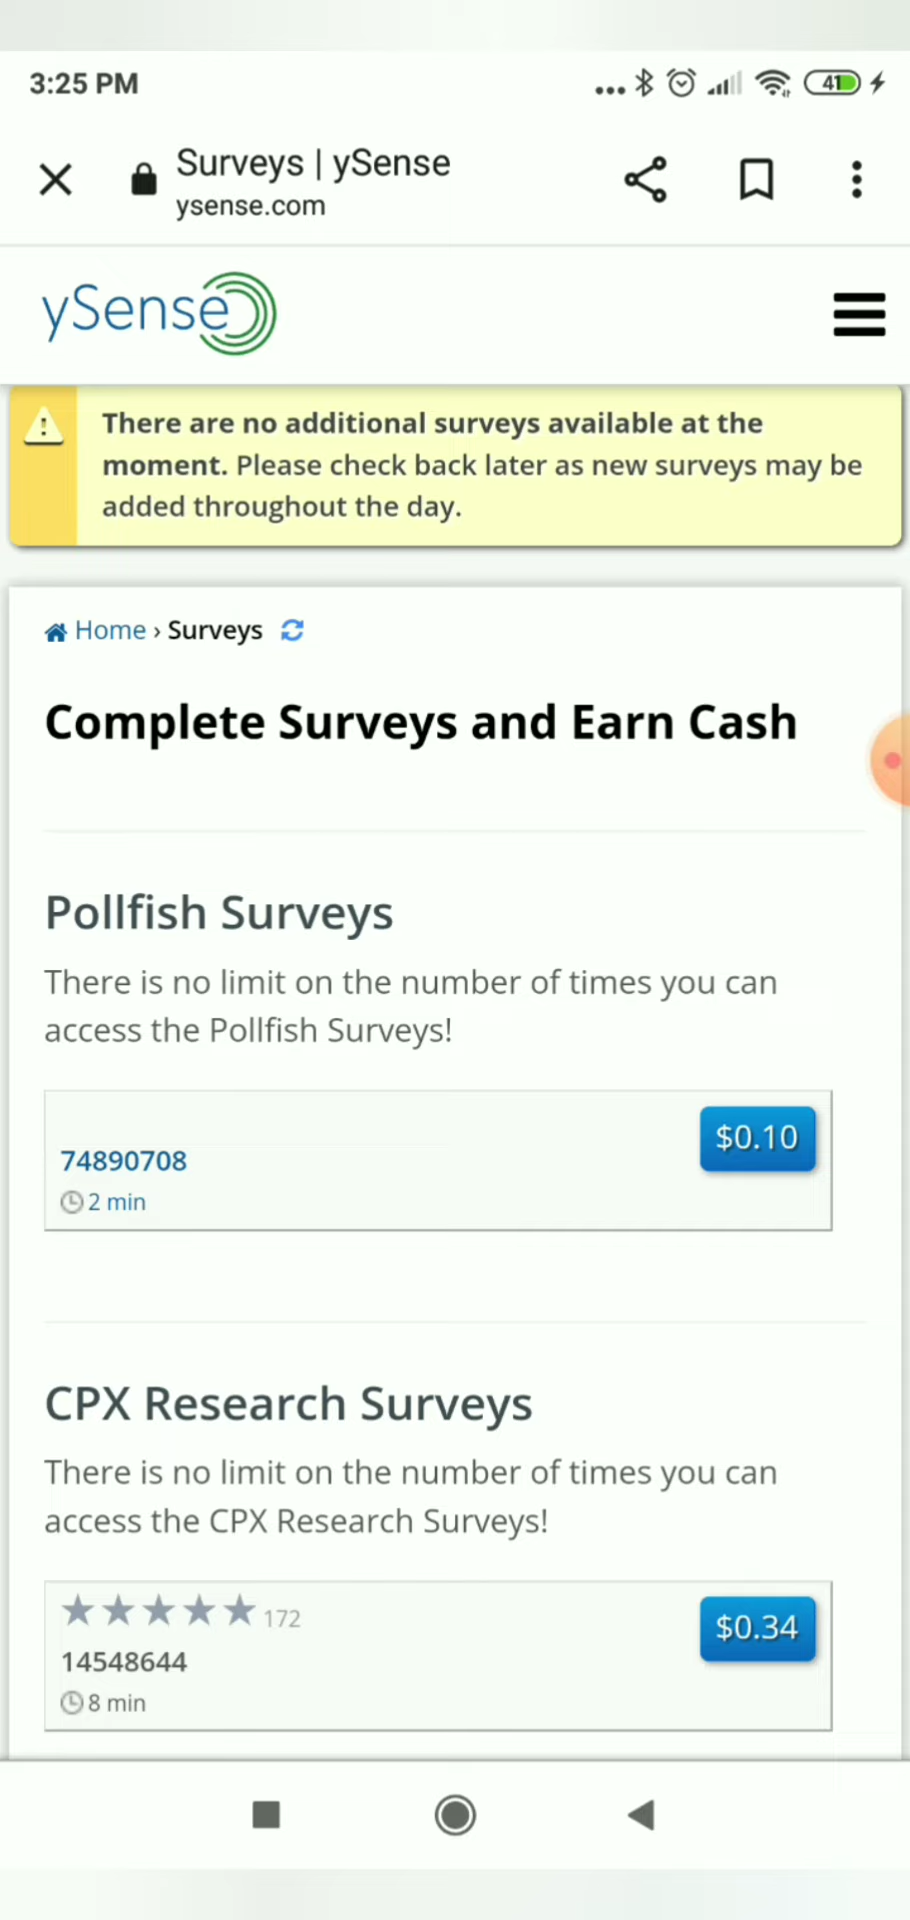 3:25 PM
41
Surveys | ySense
ysense.com
ySense
There are no additional surveys available at the
moment. Please check back later as new surveys may be
added throughout the day.
Home › Surveys
Complete Surveys and Earn Cash
Pollfish Surveys
There is no limit on the number of times you can
access the Pollfish Surveys!
$0.10
74890708
2 min
CPX Research Surveys
There is no limit on the number of times you can
access the CPX Research Surveys!
172
$0.34
14548644
8 min